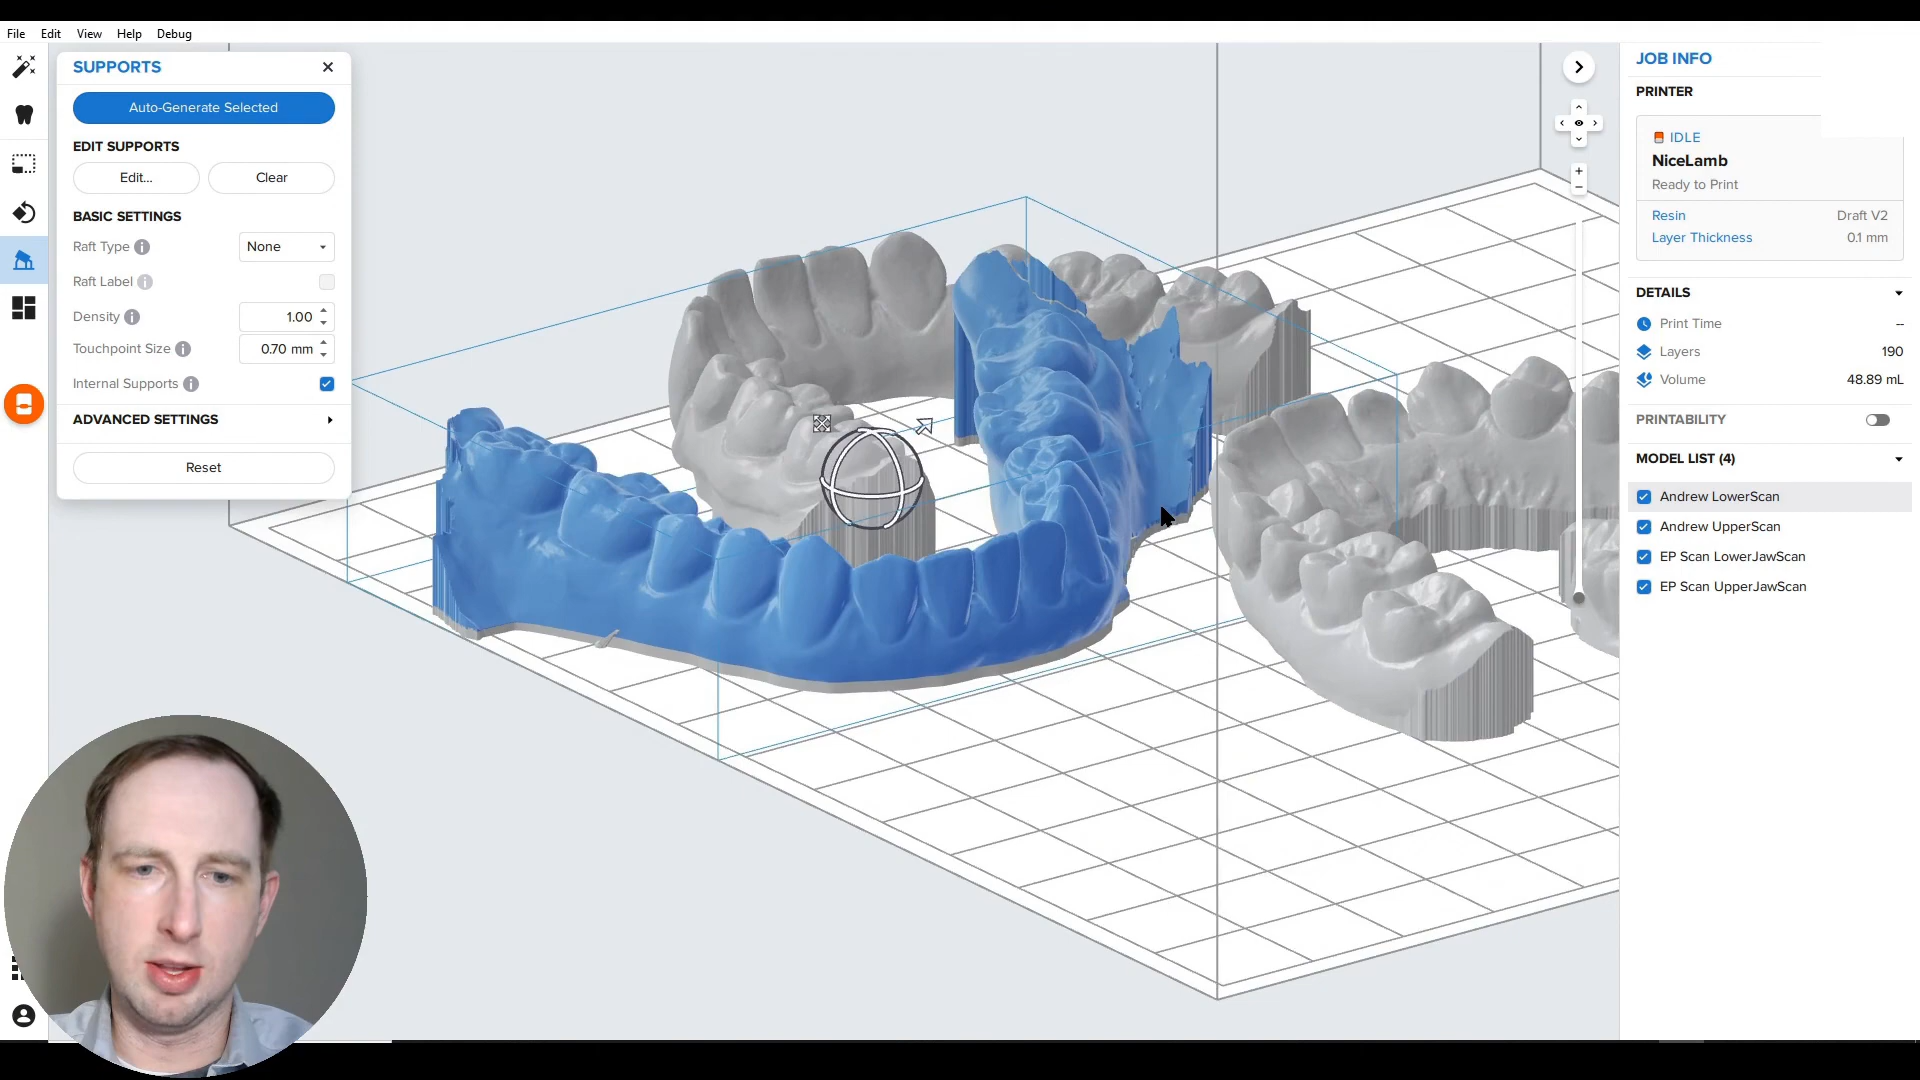 File Edit View Help Debug
SUPPORTS
Auto-Generate Selected
EDIT SUPPORTS
Edit... Clear
BASIC SETTINGS
Raft Type None
Raft Label
Density 1.00
Touchpoint Size 0.70 mm
Internal Supports
ADVANCED SETTINGS
Reset
JOB INFO
PRINTER
IDLE
NiceLamb
Ready to Print
Resin Draft V2
Layer Thickness 0.1 mm
DETAILS
Print Time --
Layers 190
Volume 48.89 mL
PRINTABILITY
MODEL LIST (4)
Andrew LowerScan
Andrew UpperScan
EP Scan LowerJawScan
EP Scan UpperJawScan